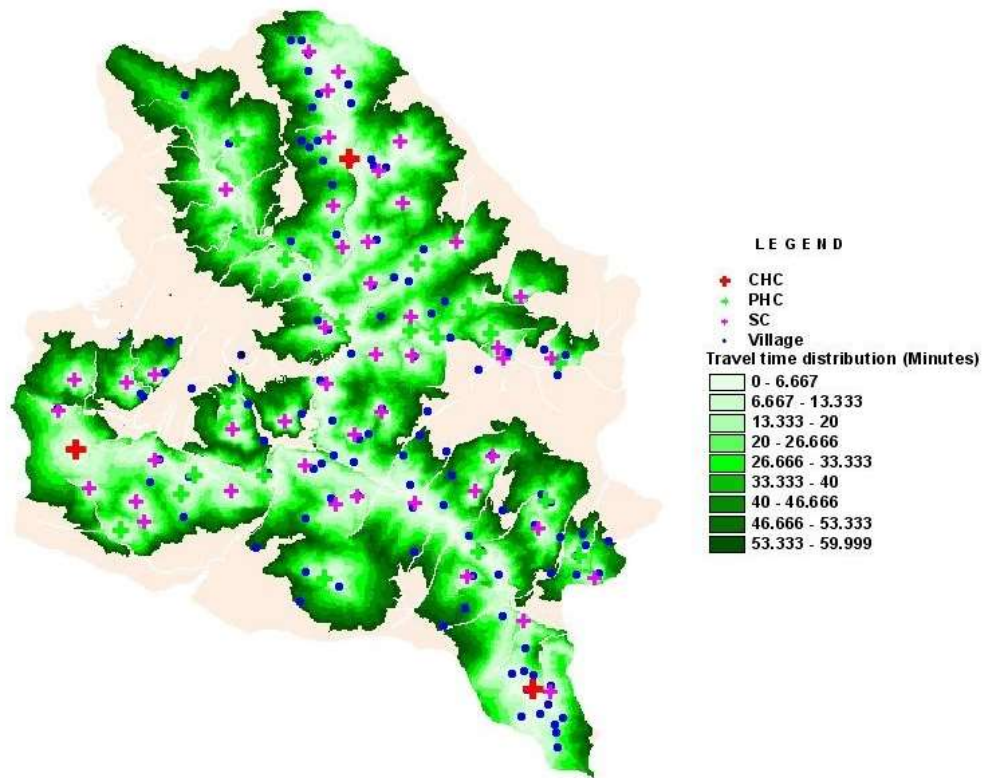 L E G E N D
CHC
PHC
SC
Village
Travel time distribution (Minutes)
0 - 6.667
6.667 - 13.333
13.333 - 20
20 - 26.666
26.666 - 33.333
33.333 - 40
40 - 46.666
46.666 - 53.333
53.333 - 59.999